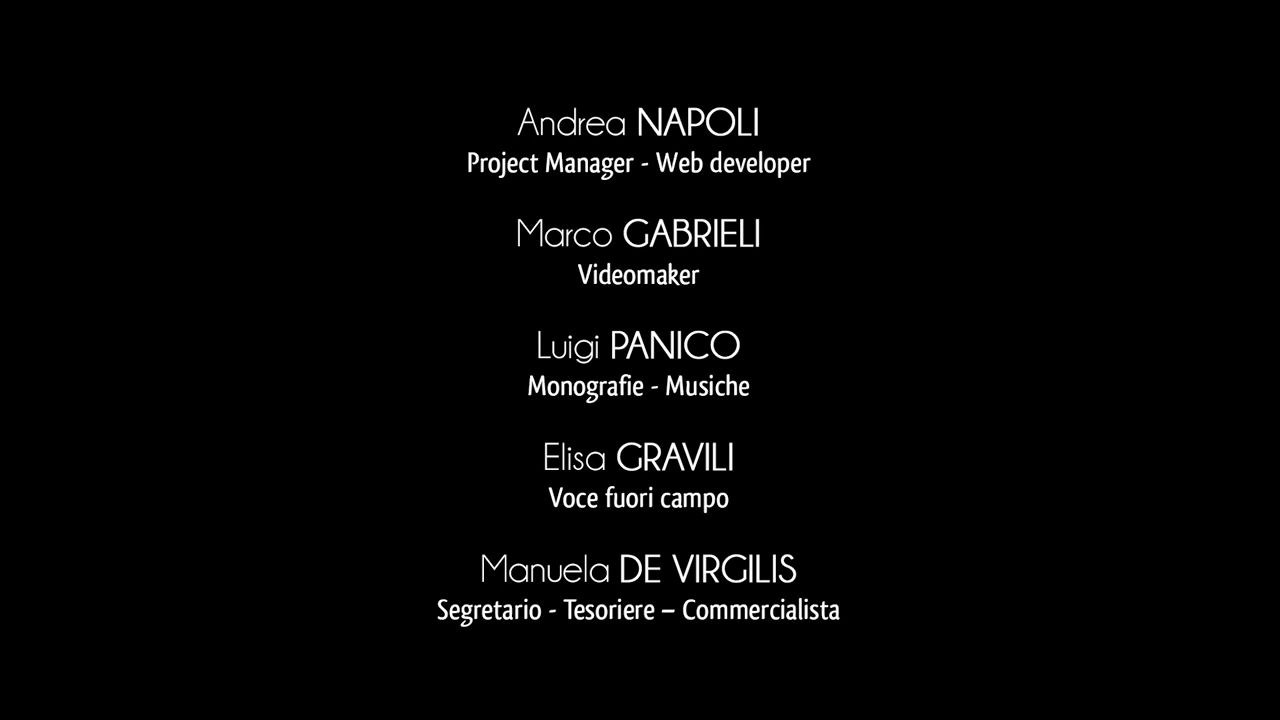 Andrea NAPOLI
Project Manager - Web developer
Marco GABRIELI
Videomaker
Luigi PANICO
Monografie - Musiche
Elisa GRAVILI
Voce fuori campo
Manuela DE VIRGILIS
Segretario - Tesoriere – Commercialista